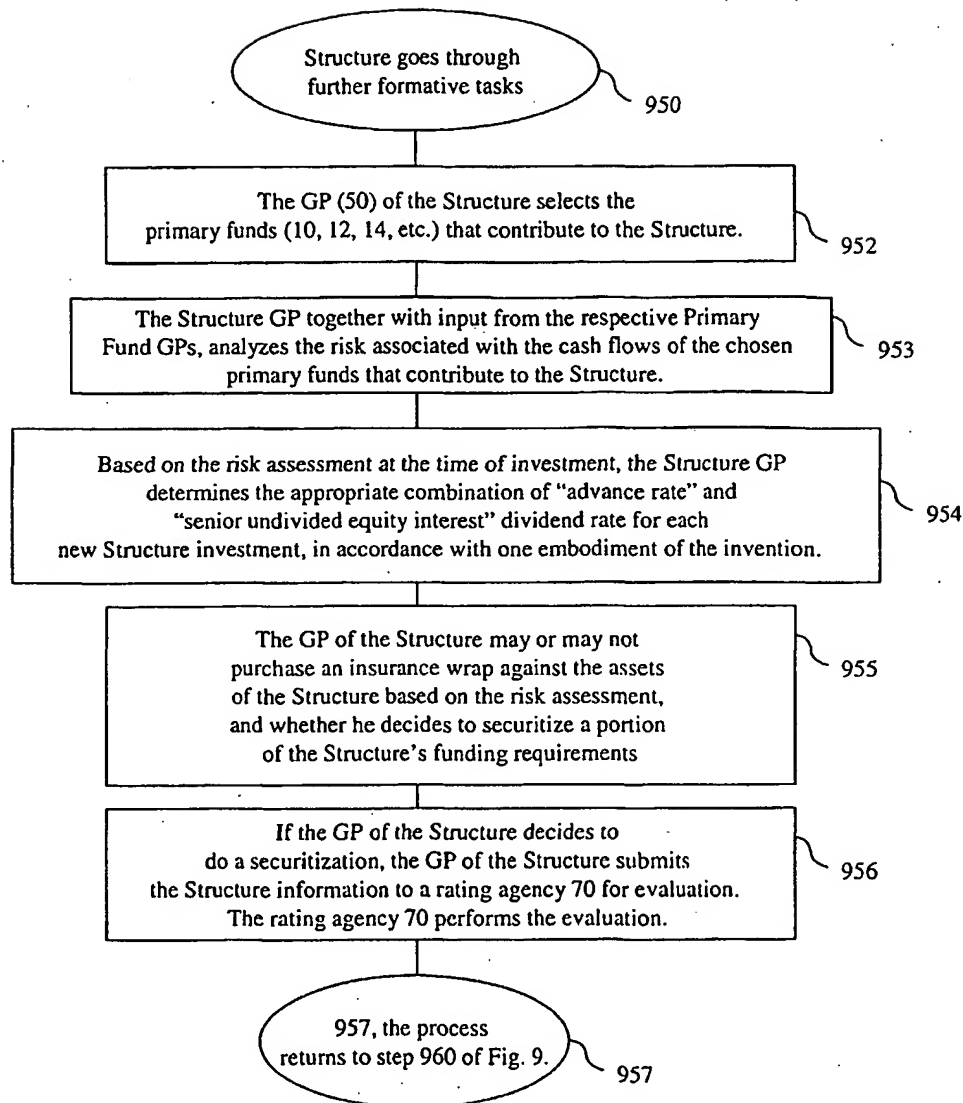 Structure goes through
further formative tasks
950
The GP (50) of the Structure selects the
primary funds (10, 12, 14, etc.) that contribute to the Structure.
952
The Structure GP together with input from the respective Primary
Fund GPs, analyzes the risk associated with the cash flows of the chosen
primary funds that contribute to the Structure.
953
Based on the risk assessment at the time of investment, the Structure GP
determines the appropriate combination of “advance rate” and
“senior undivided equity interest” dividend rate for each
new Structure investment, in accordance with one embodiment of the invention.
954
The GP of the Structure may or may not
purchase an insurance wrap against the assets
of the Structure based on the risk assessment,
and whether he decides to securitize a portion
of the Structure’s funding requirements
955
If the GP of the Structure decides to
do a securitization, the GP of the Structure submits
the Structure information to a rating agency 70 for evaluation.
The rating agency 70 performs the evaluation.
956
957, the process
returns to step 960 of Fig. 9.
957